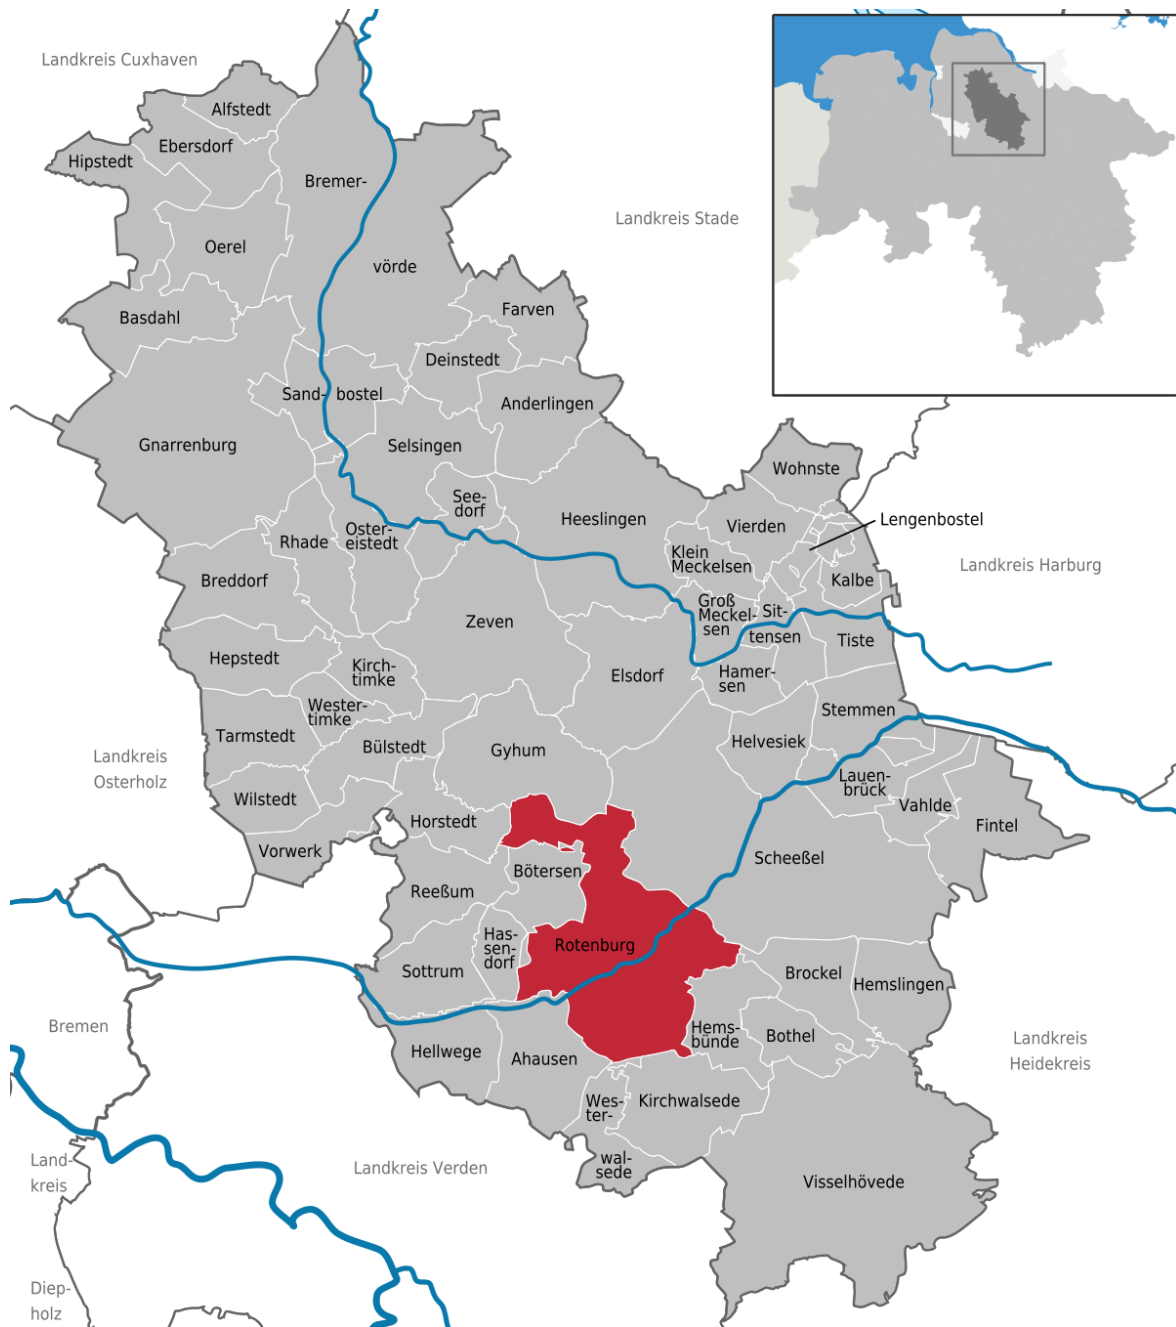 Landkreis Cuxhaven
Alfstedt
Ebersdorf
Hipstedt
Bremer-
vörde
Landkreis Stade
Oerel
Basdahl
Farven
Deinstedt
Sand-
bostel
Anderlingen
Gnarrenburg
Selsingen
Wohnste
See-
dorf
Heeslingen
Vierden
Lengenbostel
Rhade
Oster-
eistedt
Klein
Meckelsen
Landkreis Harburg
Breddorf
Kalbe
Zeven
Groß
Meckel-
sen
Sit-
tensen
Tiste
Hepstedt
Kirch-
timke
Elsdorf
Hamer-
sen
Wester-
timke
Stemmen
Tarmstedt
Bülstedt
Gyhum
Helvesiek
Landkreis
Osterholz
Lauen-
brück
Wilstedt
Vahlde
Horstedt
Fintel
Vorwerk
Scheeßel
Bötersen
Reeßum
Has-
sen-
dorf
Rotenburg
Sottrum
Brockel
Hemslingen
Bremen
Hems-
bünde
Bothel
Landkreis
Heidekreis
Hellwege
Ahausen
Wes-
ter-
Kirchwalsede
wal-
sede
Land-
kreis
Landkreis Verden
Visselhövede
Diep-
holz